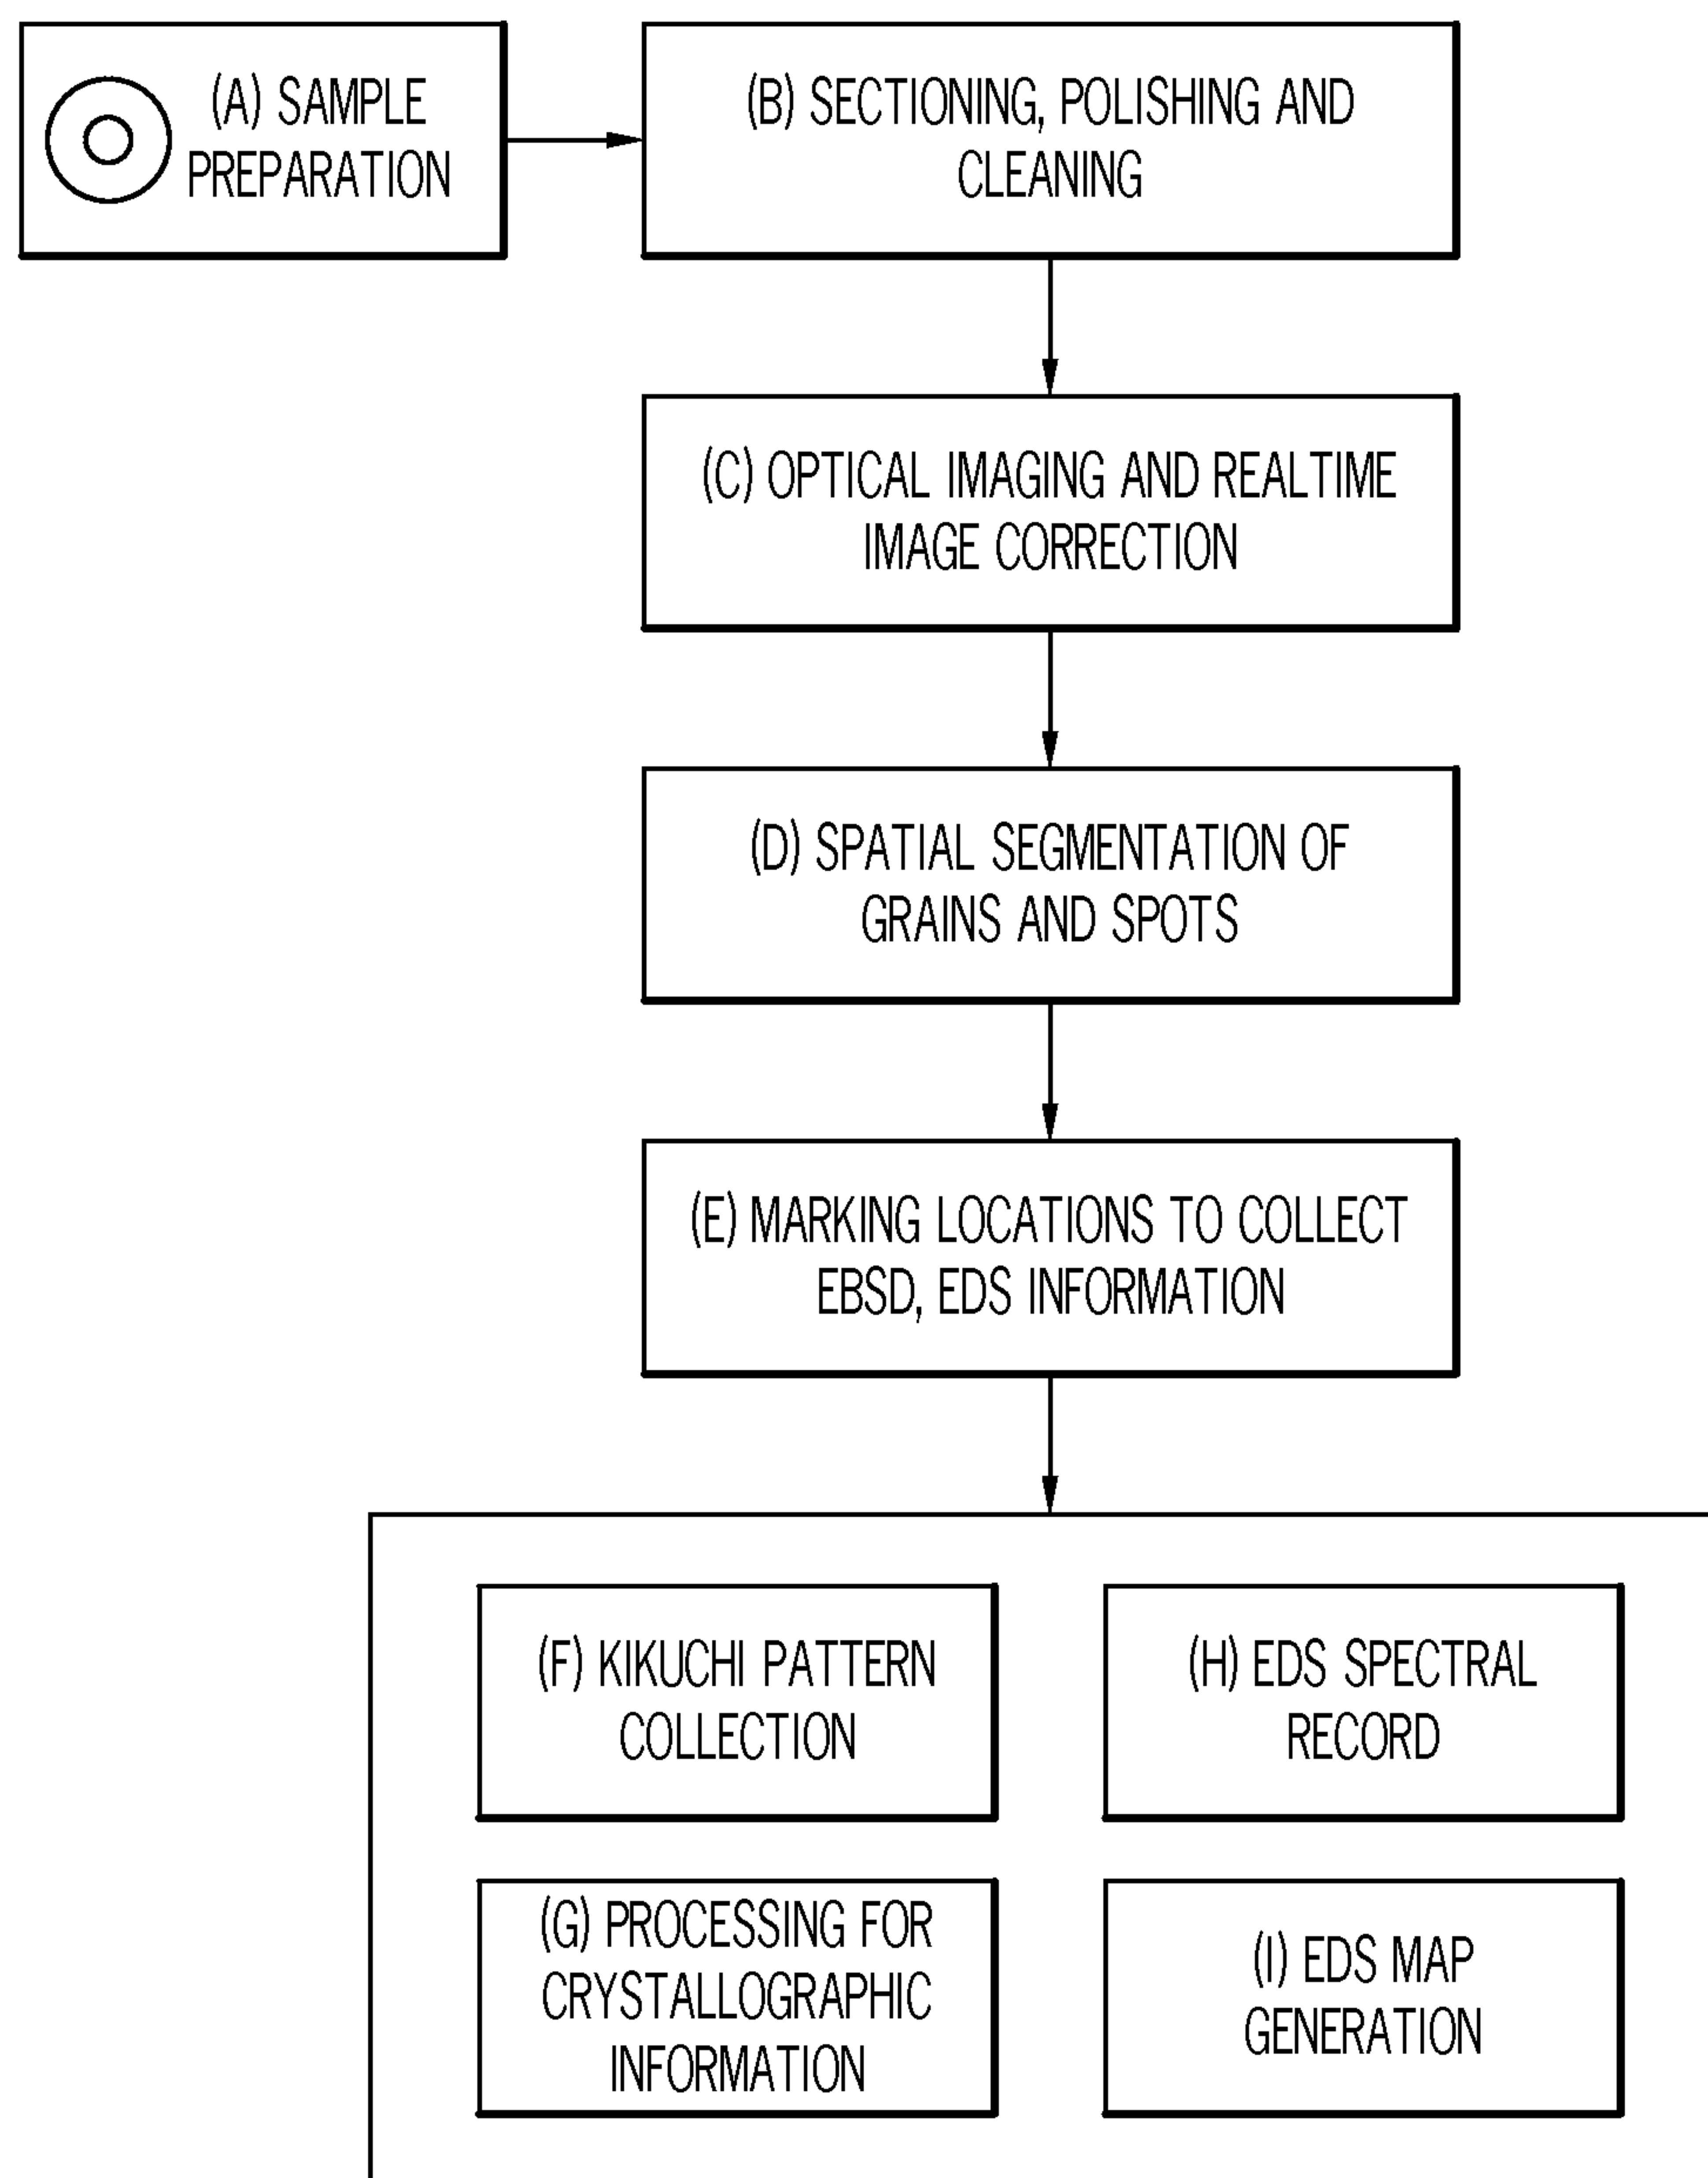 (A) SAMPLE
PREPARATION
(B) SECTIONING, POLISHING AND
CLEANING
(C) OPTICAL IMAGING AND REALTIME
IMAGE CORRECTION
(D) SPATIAL SEGMENTATION OF
GRAINS AND SPOTS
(E) MARKING LOCATIONS TO COLLECT
EBSD, EDS INFORMATION
(F) KIKUCHI PATTERN
COLLECTION
(G) PROCESSING FOR
CRYSTALLOGRAPHIC
INFORMATION
(H) EDS SPECTRAL
RECORD
(I) EDS MAP
GENERATION